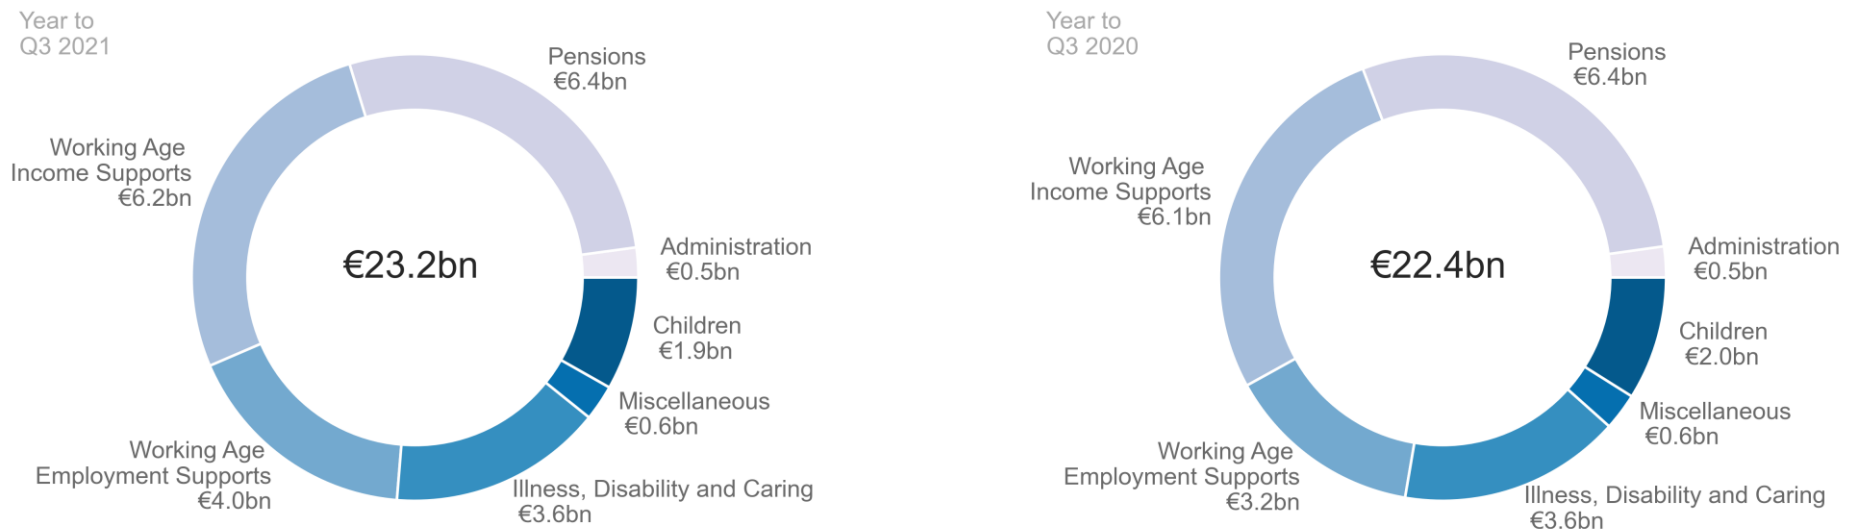 Year to
Q3 2021
Pensions
€6.4bn
Working Age
Income Supports
€6.2bn
€23.2bn
Administration
€0.5bn
Children
€1.9bn
Miscellaneous
€0.6bn
Working Age
Employment Supports
€4.0bn
Illness, Disability and Caring
€3.6bn
Year to
Q3 2020
Pensions
€6.4bn
Working Age
Income Supports
€6.1bn
€22.4bn
Administration
€0.5bn
Children
€2.0bn
Miscellaneous
€0.6bn
Working Age
Employment Supports
€3.2bn
Illness, Disability and Caring
€3.6bn